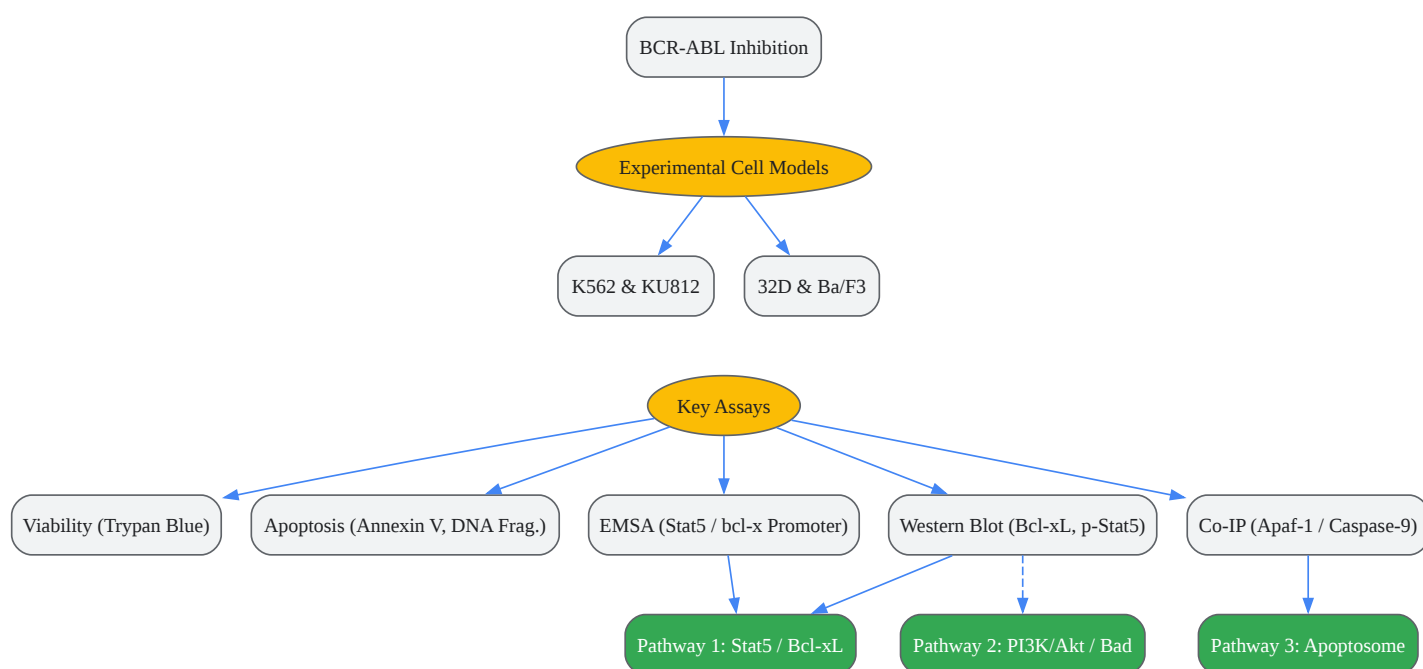 BCR-ABL Inhibition
Experimental Cell Models
K562 & KU812
32D & Ba/F3
Key Assays
Viability (Trypan Blue)
Apoptosis (Annexin V, DNA Frag.)
EMSA (Stat5 / bcl-x Promoter)
Western Blot (Bcl-xL, p-Stat5)
Co-IP (Apaf-1 / Caspase-9)
Pathway 1: Stat5 / Bcl-xL
Pathway 2: PI3K/Akt / Bad
Pathway 3: Apoptosome